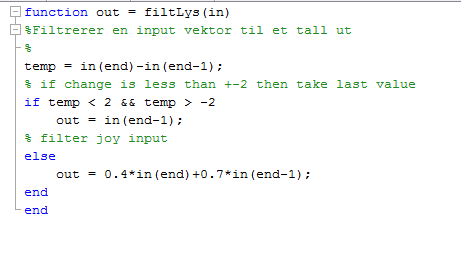 function out = filtLys(in)
%Filtrerer en input vektor til et tall ut
%
temp = in(end)-in(end-1);
% if change is less than +-2 then take last value
if temp < 2 && temp > -2
    out = in(end-1);
% filter joy input
else
    out = 0.4*in(end)+0.7*in(end-1);
end
end